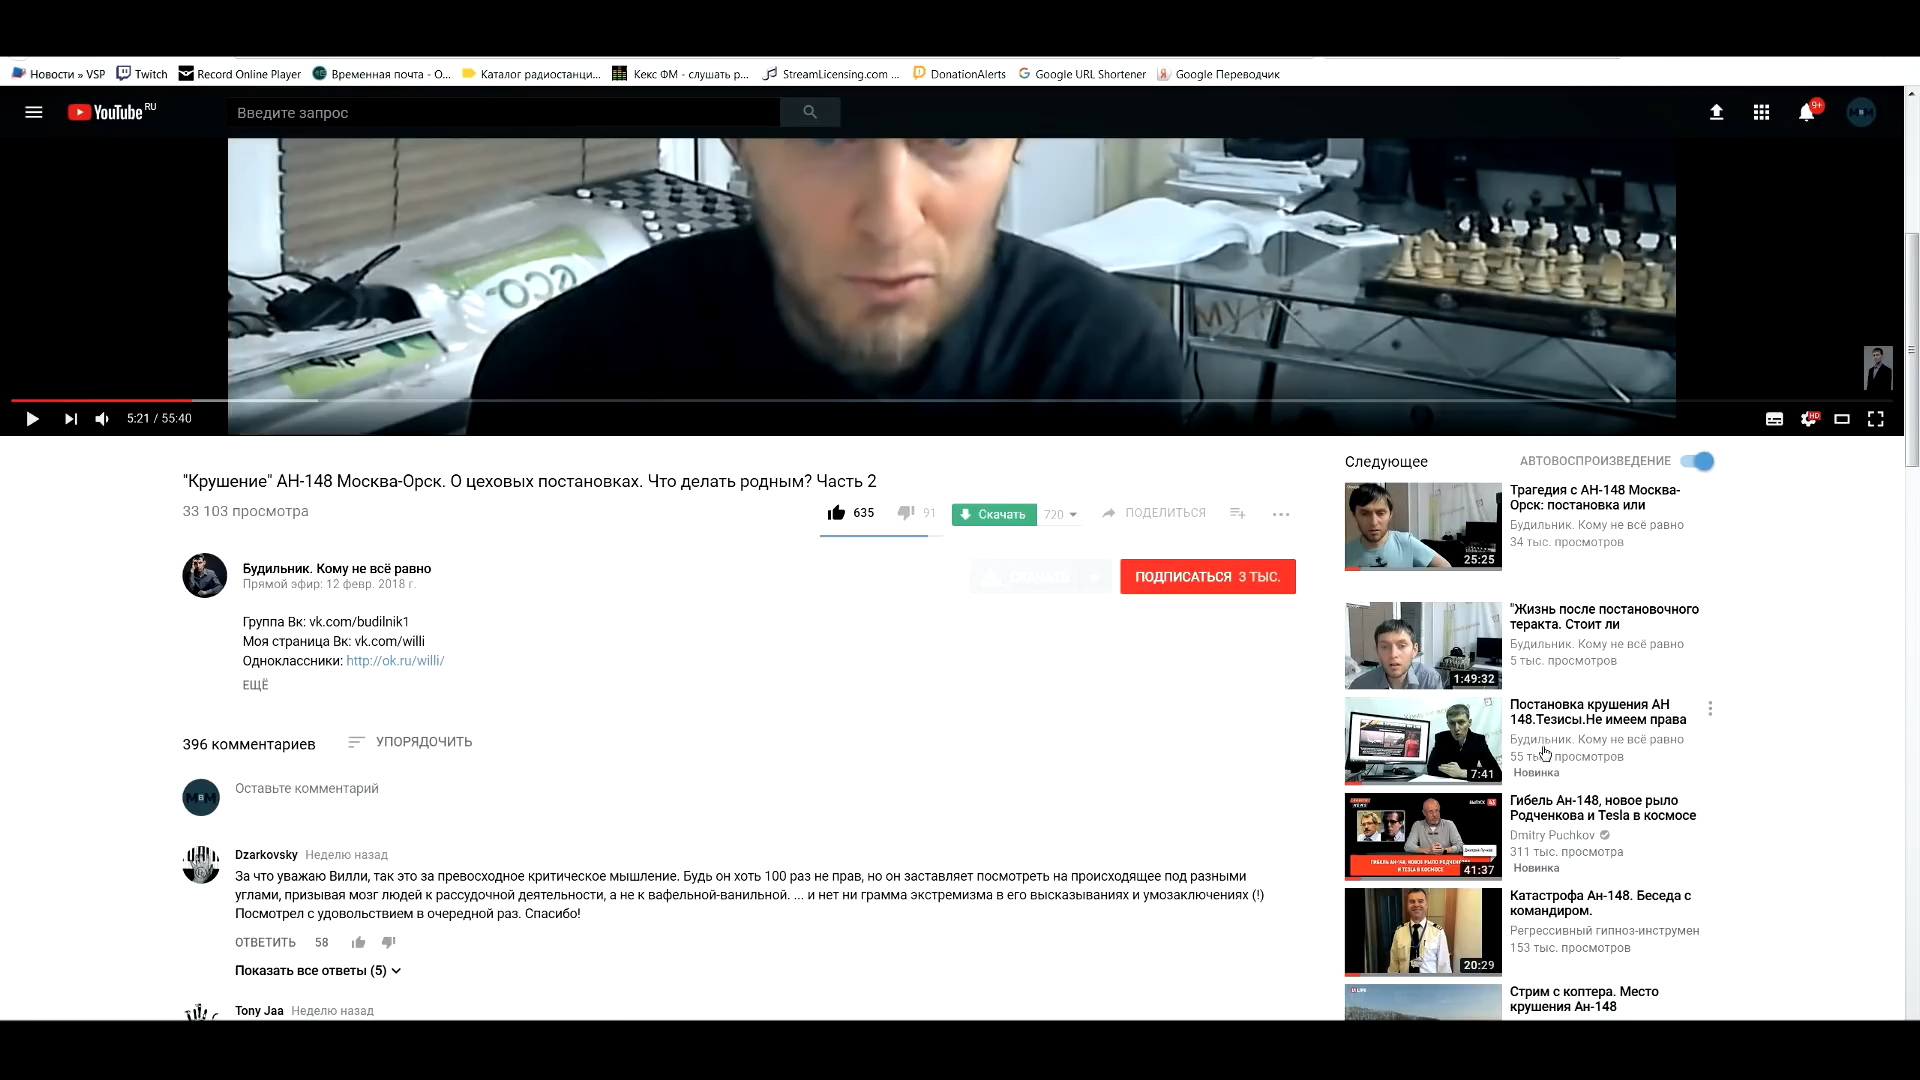 Новости » VSP
Twitch
Record Online Player
Временная почта - О...
Каталог радиостанци...
Кекс ФМ - слушать р...
StreamLicensing.com ...
DonationAlerts
Google URL Shortener
Google Переводчик
YouTube RU
Введите запрос
9+
5:21 / 55:40
HD
"Крушение" АН-148 Москва-Орск. О цеховых постановках. Что делать родным? Часть 2
33 103 просмотра
635
91
Скачать
720
ПОДЕЛИТЬСЯ
Будильник. Кому не всё равно
Прямой эфир: 12 февр. 2018 г.
ПОДПИСАТЬСЯ 3 ТЫС.
Группа Вк: vk.com/budilnik1
Моя страница Вк: vk.com/willi
Одноклассники: http://ok.ru/willi/
ЕЩЁ
396 комментариев
УПОРЯДОЧИТЬ
Оставьте комментарий
Dzarkovsky Неделю назад
За что уважаю Вилли, так это за превосходное критическое мышление. Будь он хоть 100 раз не прав, но он заставляет посмотреть на происходящее под разными
углами, призывая мозг людей к рассудочной деятельности, а не к вафельной-ванильной. ... и нет ни грамма экстремизма в его высказываниях и умозаключениях (!)
Посмотрел с удовольствием в очередной раз. Спасибо!
ОТВЕТИТЬ 58
Показать все ответы (5)
Tony Jaa Неделю назад
Следующее
АВТОВОСПРОИЗВЕДЕНИЕ
25:25
Трагедия с АН-148 Москва-
Орск: постановка или
Будильник. Кому не всё равно
34 тыс. просмотров
1:49:32
"Жизнь после постановочного
теракта. Стоит ли
Будильник. Кому не всё равно
5 тыс. просмотров
7:41
Постановка крушения АН
148.Тезисы.Не имеем права
Будильник. Кому не всё равно
55 просмотров
Новинка
41:37
Гибель Ан-148, новое рыло
Родченкова и Tesla в космосе
Dmitry Puchkov
311 тыс. просмотра
Новинка
20:29
Катастрофа Ан-148. Беседа с
командиром.
Регрессивный гипноз-инструмен
153 тыс. просмотров
LIFE
Стрим с коптера. Место
крушения Ан-148